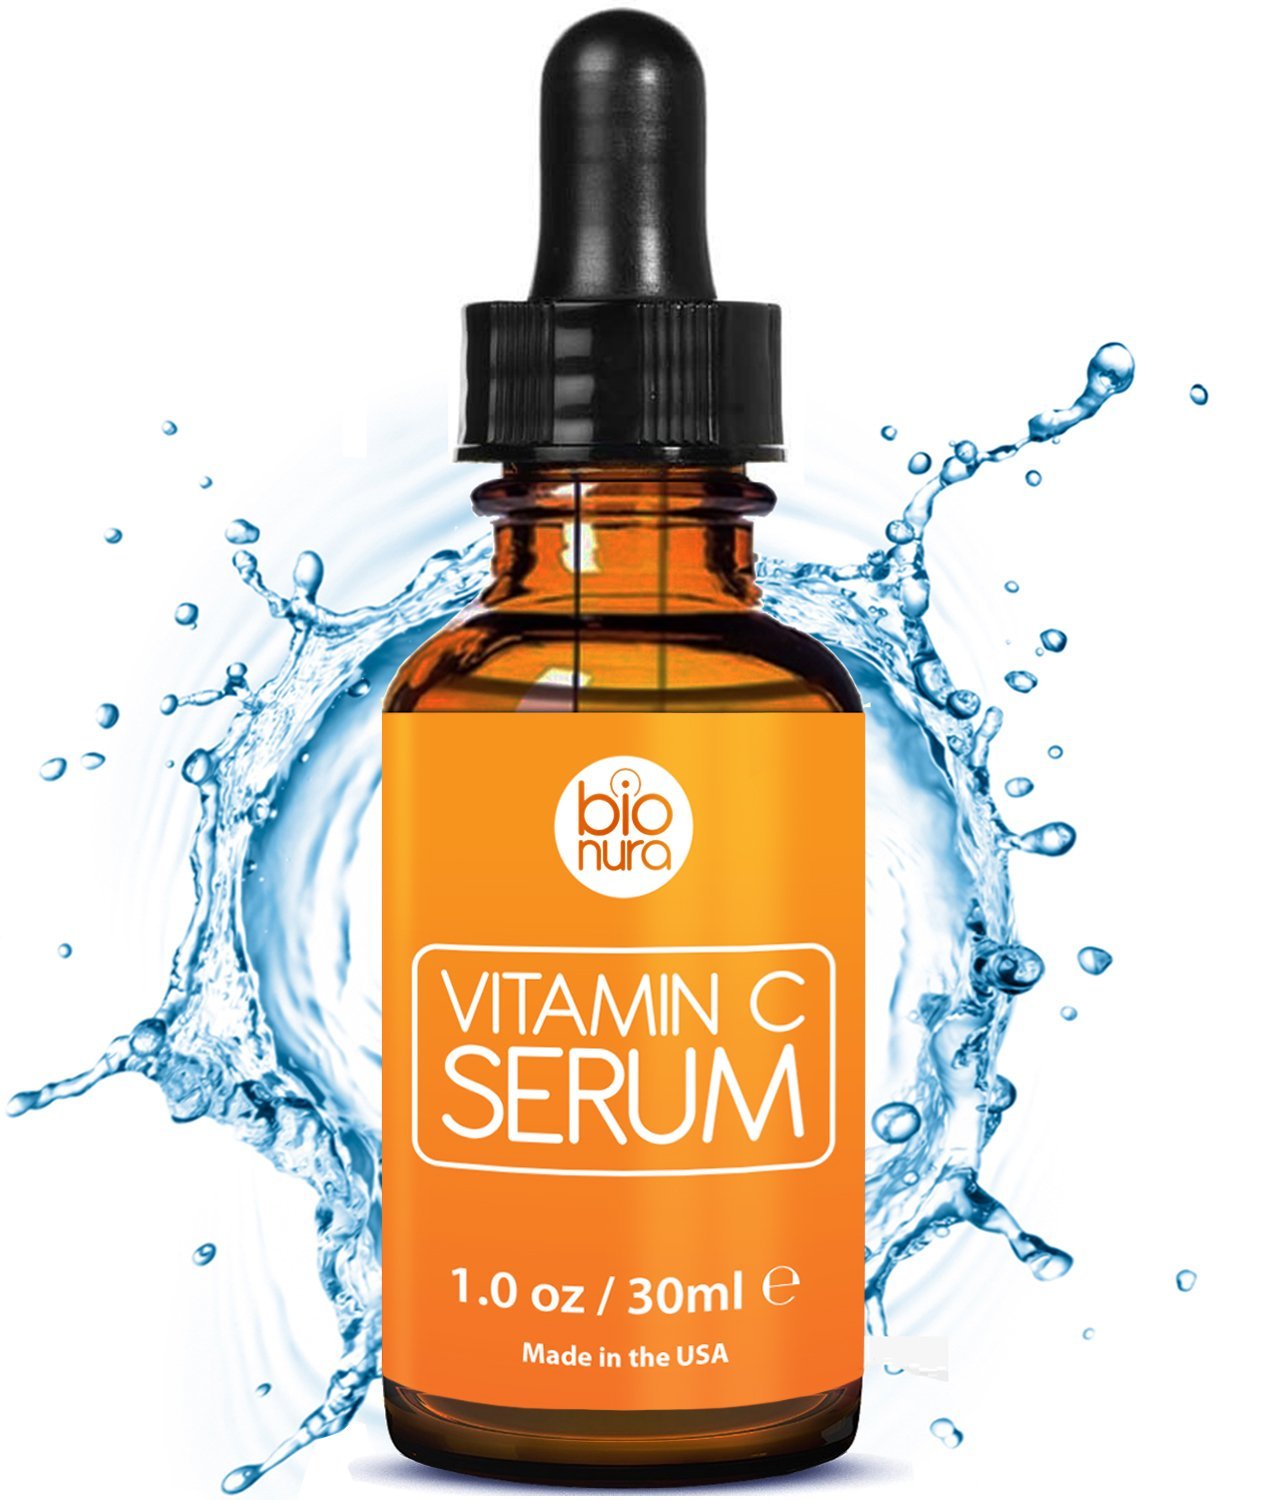 bio
nura
VITAMIN C
SERUM
1.0 oz / 30ml ℮
Made in the USA